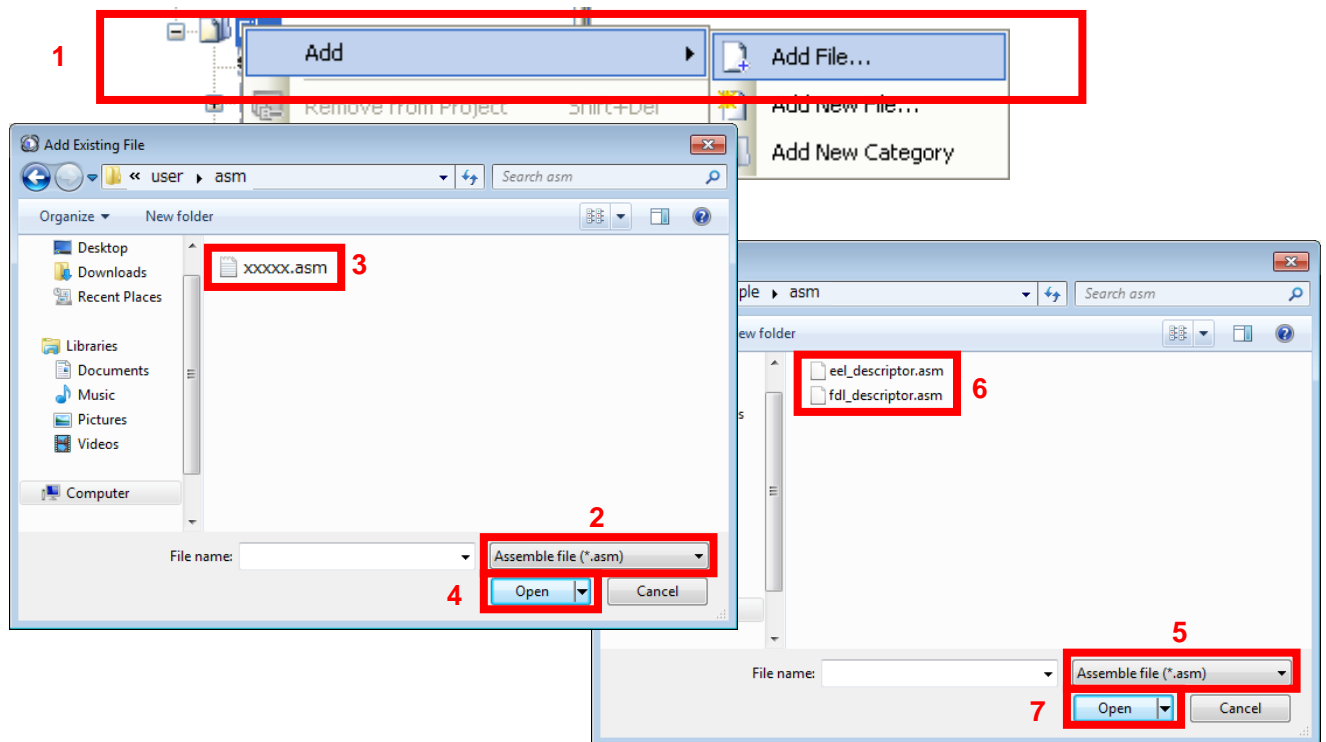 1
Add
Add File...
Remove from Project Shift+Del
Add New File...
Add New Category
Add Existing File
« user asm
Search asm
Organize New folder
Desktop
Downloads
Recent Places
Libraries
Documents
Music
Pictures
Videos
Computer
xxxxx.asm
3
2
File name:
Assemble file (*.asm)
4
Open
Cancel
ple asm
Search asm
ew folder
s
eel_descriptor.asm
fdl_descriptor.asm
6
5
File name:
Assemble file (*.asm)
7
Open
Cancel